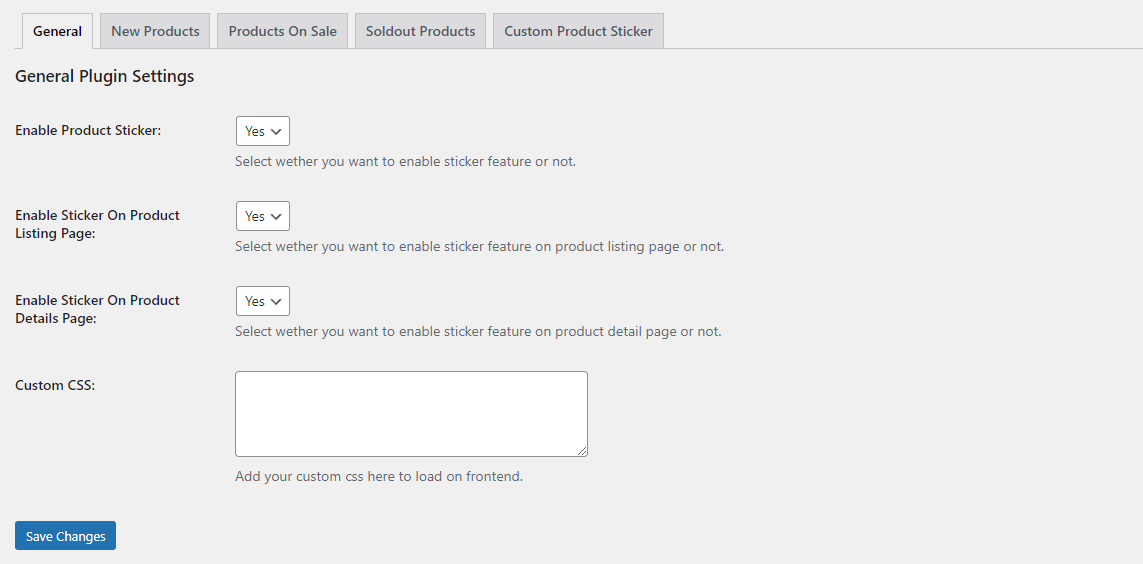 General New Products Products On Sale Soldout Products Custom Product Sticker
General Plugin Settings
Enable Product Sticker: Yes
Select wether you want to enable sticker feature or not.
Enable Sticker On Product
Listing Page: Yes
Select wether you want to enable sticker feature on product listing page or not.
Enable Sticker On Product
Details Page: Yes
Select wether you want to enable sticker feature on product detail page or not.
Custom CSS:
Add your custom css here to load on frontend.
Save Changes